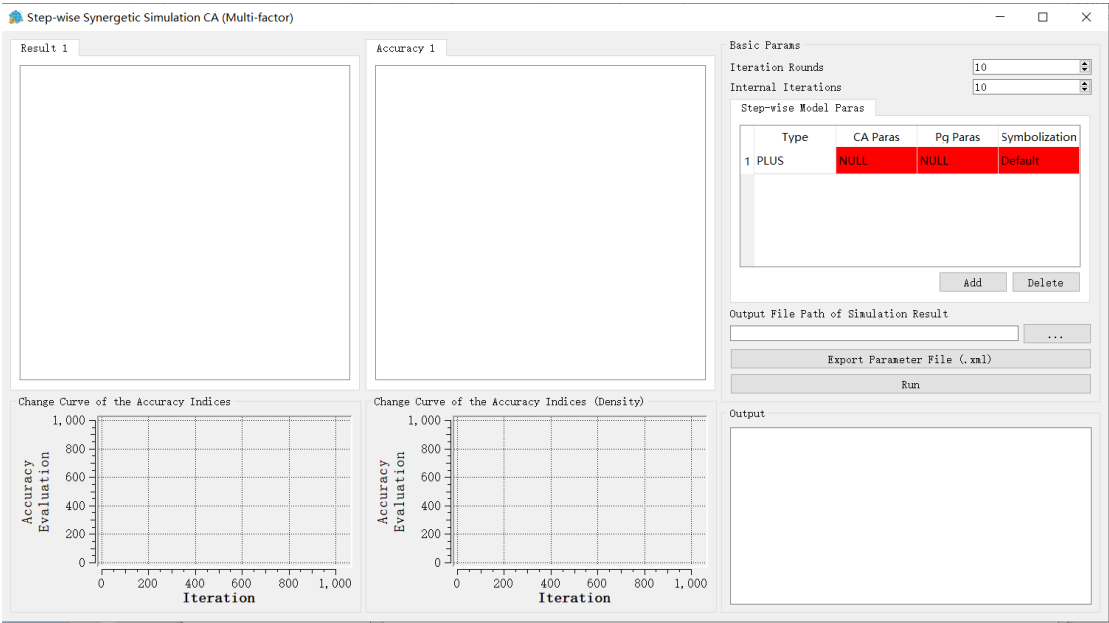 Step-wise Synergetic Simulation CA (Multi-factor)
Result 1
Accuracy 1
Basic Params
Iteration Rounds
10
Internal Iterations
10
Step-wise Model Paras
Type CA Paras Pq Paras Symbolization
1 PLUS NULL NULL Default
Add Delete
Output File Path of Simulation Result
...
Export Parameter File (.xml)
Run
Change Curve of the Accuracy Indices
1,000
800
600
400
200
0
Accuracy
Evaluation
0 200 400 600 800 1,000
Iteration
Change Curve of the Accuracy Indices (Density)
1,000
800
600
400
200
0
Accuracy
Evaluation
0 200 400 600 800 1,000
Iteration
Output